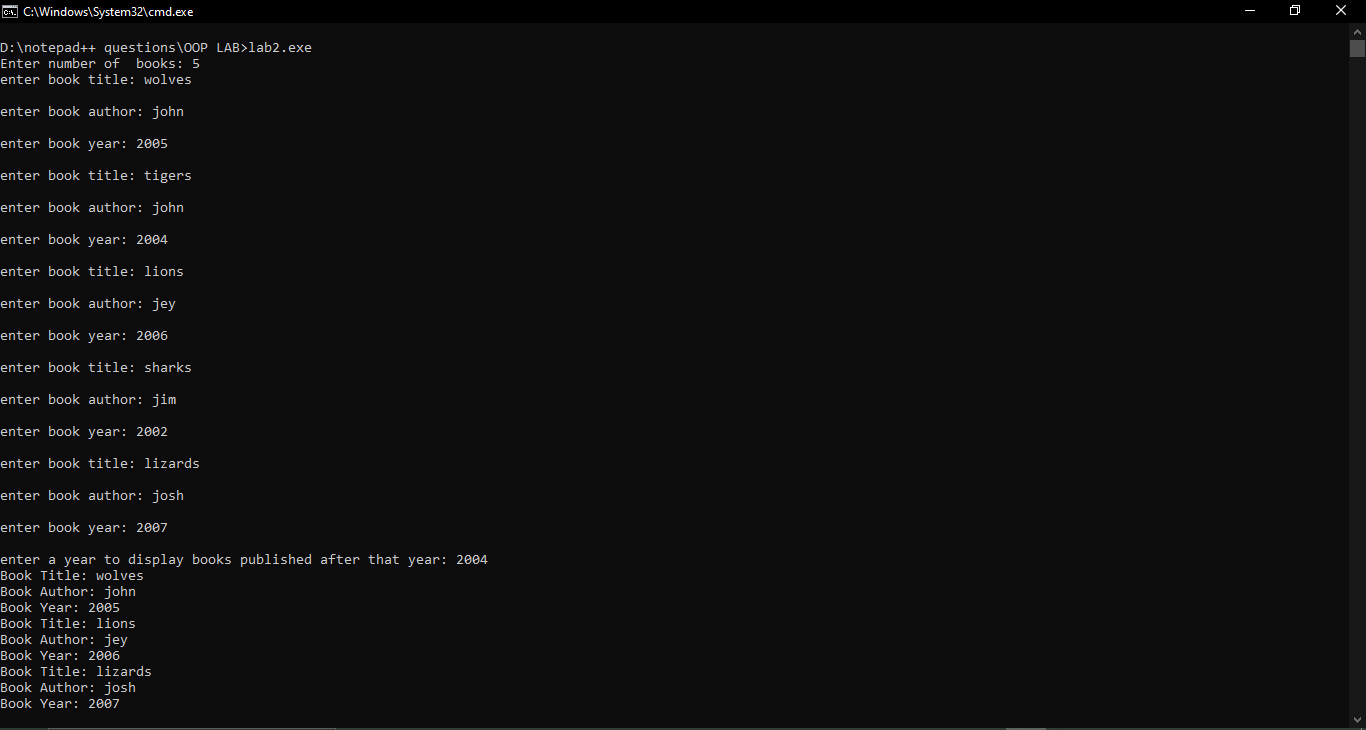 C:\Windows\System32\cmd.exe
D:\notepad++ questions\OOP LAB>lab2.exe
Enter number of  books: 5
enter book title: wolves
enter book author: john
enter book year: 2005
enter book title: tigers
enter book author: john
enter book year: 2004
enter book title: lions
enter book author: jey
enter book year: 2006
enter book title: sharks
enter book author: jim
enter book year: 2002
enter book title: lizards
enter book author: josh
enter book year: 2007
enter a year to display books published after that year: 2004
Book Title: wolves
Book Author: john
Book Year: 2005
Book Title: lions
Book Author: jey
Book Year: 2006
Book Title: lizards
Book Author: josh
Book Year: 2007